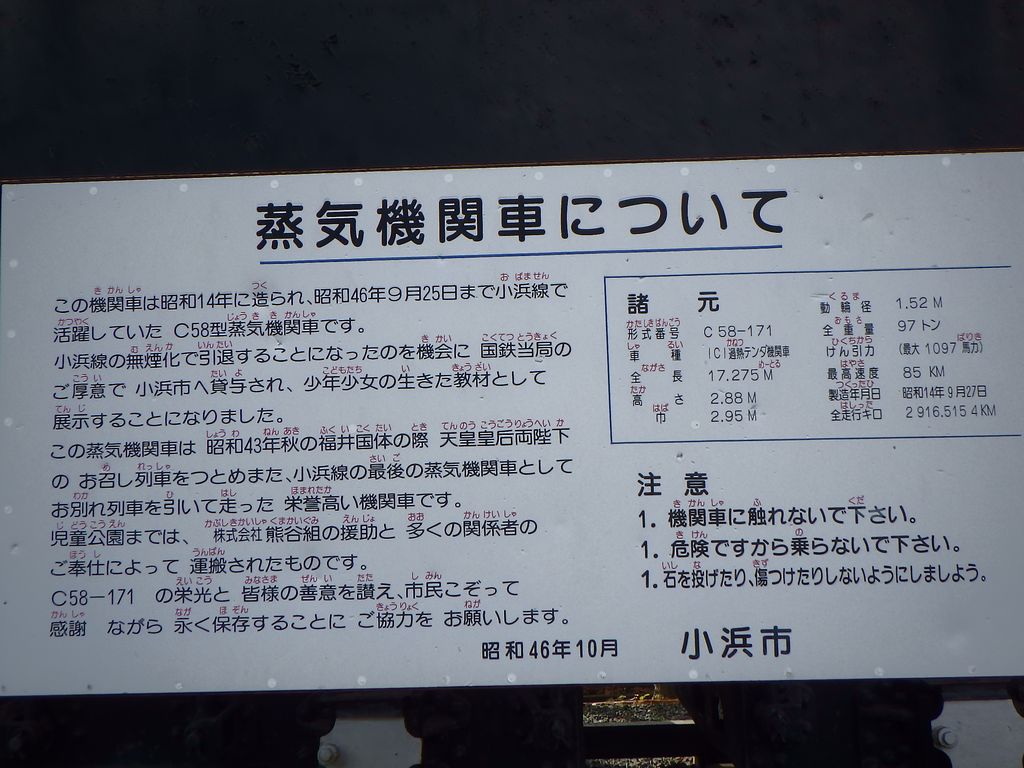 蒸気機関車について
この機関車は昭和14年に造られ、昭和46年9月25日まで小浜線で
活躍していた C58型蒸気機関車です。
小浜線の無煙化で引退することになったのを機会に 国鉄当局の
ご厚意で 小浜市へ貸与され、少年少女の生きた教材として
展示することになりました。
この蒸気機関車は 昭和43年秋の福井国体の際 天皇皇后両陛下
の お召し列車をつとめまた、小浜線の最後の蒸気機関車として
お別れ列車を引いて走った 栄誉高い機関車です。
児童公園までは、 株式会社熊谷組の援助と 多くの関係者の
ご奉仕によって 運搬されたものです。
C58-171 の栄光と 皆様の善意を讃え、市民こぞって
感謝 ながら 永く保存することに ご協力を お願いします。
昭和46年10月
小浜市
諸元
形式番号 C58-171
車種 1C1過熱テンダ機関車
全長 17.275M
高さ 2.88M
巾 2.95M
動輪径 1.52M
全重量 97トン
けん引力 (最大1097馬力)
最高速度 85KM
製造年月日 昭和14年9月27日
全走行キロ 2916.5154KM
注意
1. 機関車に触れないで下さい。
1. 危険ですから乗らないで下さい。
1. 石を投げたり、傷つけたりしないようにしましよう。